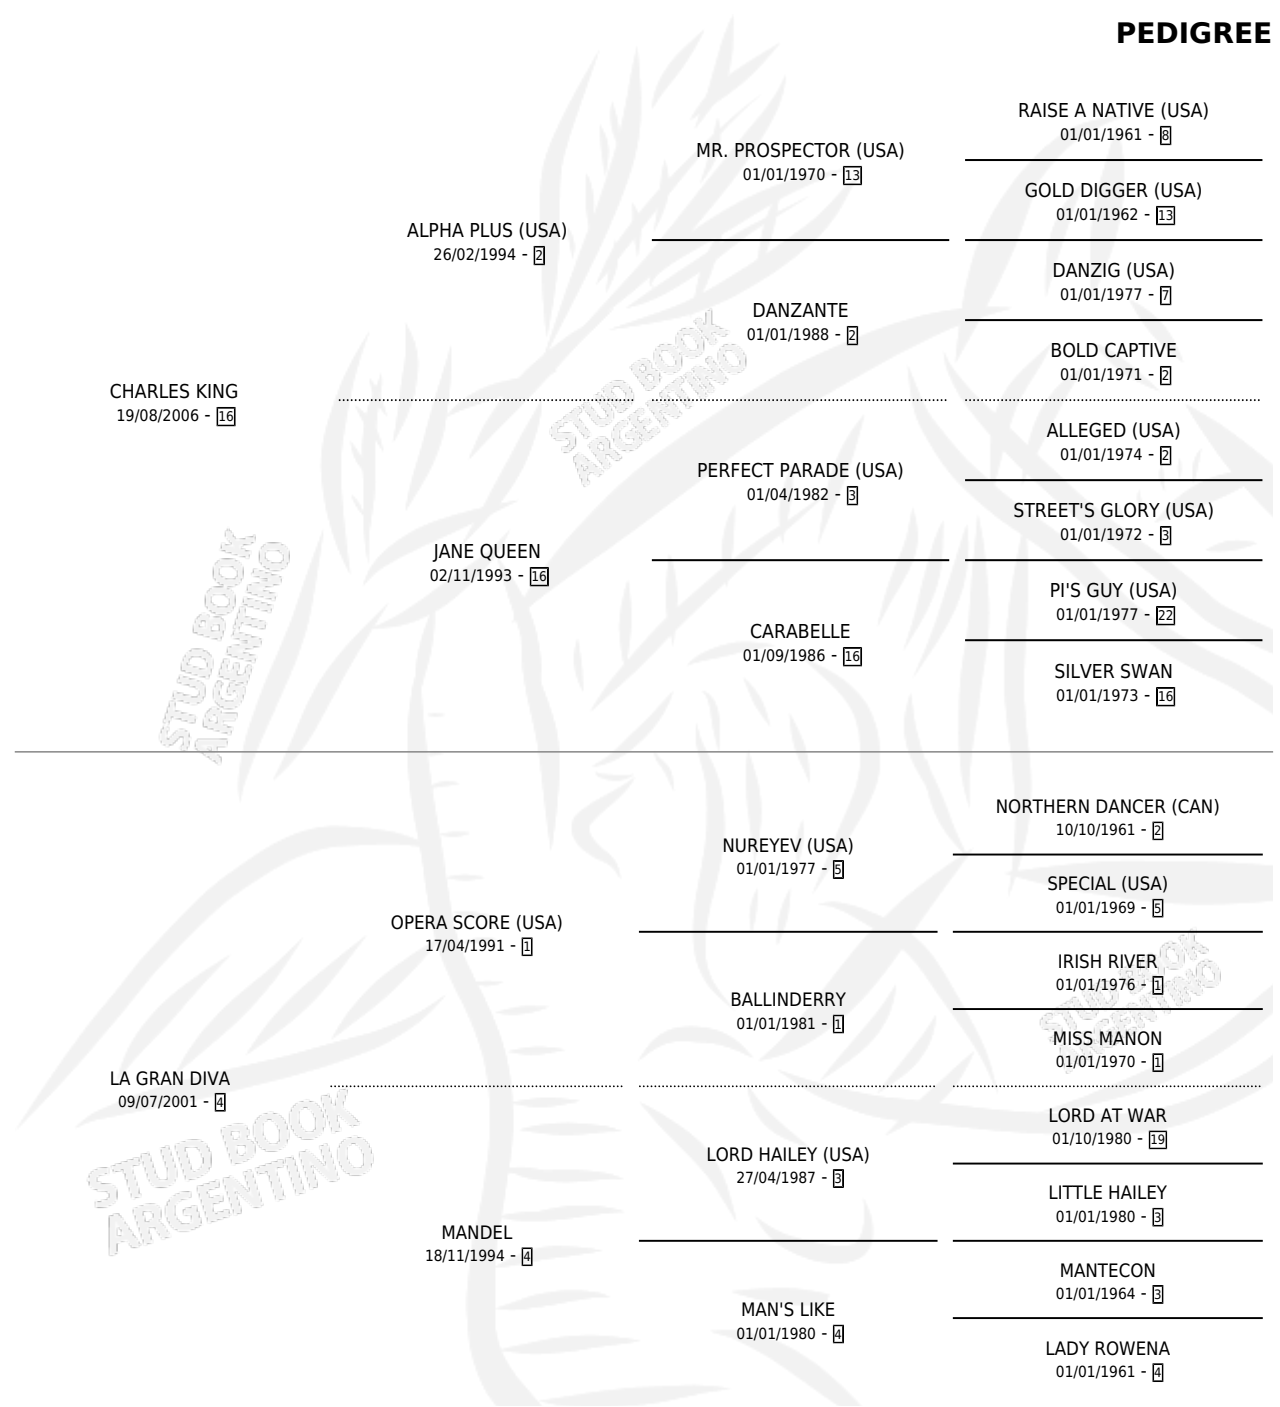 PEDIGREE
RAISE A NATIVE (USA)
01/01/1961 - 8
MR. PROSPECTOR (USA)
01/01/1970 - 13
GOLD DIGGER (USA)
01/01/1962 - 13
ALPHA PLUS (USA)
26/02/1994 - 2
DANZIG (USA)
01/01/1977 - 7
DANZANTE
01/01/1988 - 2
BOLD CAPTIVE
01/01/1971 - 2
CHARLES KING
19/08/2006 - 16
ALLEGED (USA)
01/01/1974 - 2
PERFECT PARADE (USA)
01/04/1982 - 3
STREET'S GLORY (USA)
01/01/1972 - 3
JANE QUEEN
02/11/1993 - 16
PI'S GUY (USA)
01/01/1977 - 22
CARABELLE
01/09/1986 - 16
SILVER SWAN
01/01/1973 - 16
NORTHERN DANCER (CAN)
10/10/1961 - 2
NUREYEV (USA)
01/01/1977 - 5
SPECIAL (USA)
01/01/1969 - 5
OPERA SCORE (USA)
17/04/1991 - 1
IRISH RIVER
01/01/1976 - 1
BALLINDERRY
01/01/1981 - 1
MISS MANON
01/01/1970 - 1
LA GRAN DIVA
09/07/2001 - 4
LORD AT WAR
01/10/1980 - 19
LORD HAILEY (USA)
27/04/1987 - 3
LITTLE HAILEY
01/01/1980 - 3
MANDEL
18/11/1994 - 4
MANTECON
01/01/1964 - 3
MAN'S LIKE
01/01/1980 - 4
LADY ROWENA
01/01/1961 - 4
STUD BOOK
ARGENTINO
STUD BOOK
ARGENTINO
STUD BOOK
ARGENTINO
STUD BOOK
ARGENTINO